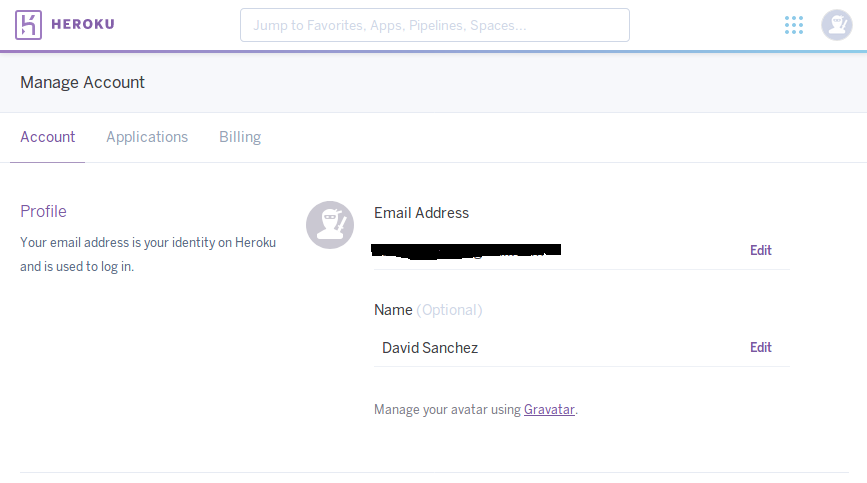 HEROKU
Jump to Favorites, Apps, Pipelines, Spaces...
Manage Account
Account Applications Billing
Profile
Your email address is your identity on Heroku
and is used to log in.
Email Address
Edit
Name (Optional)
David Sanchez Edit
Manage your avatar using Gravatar.